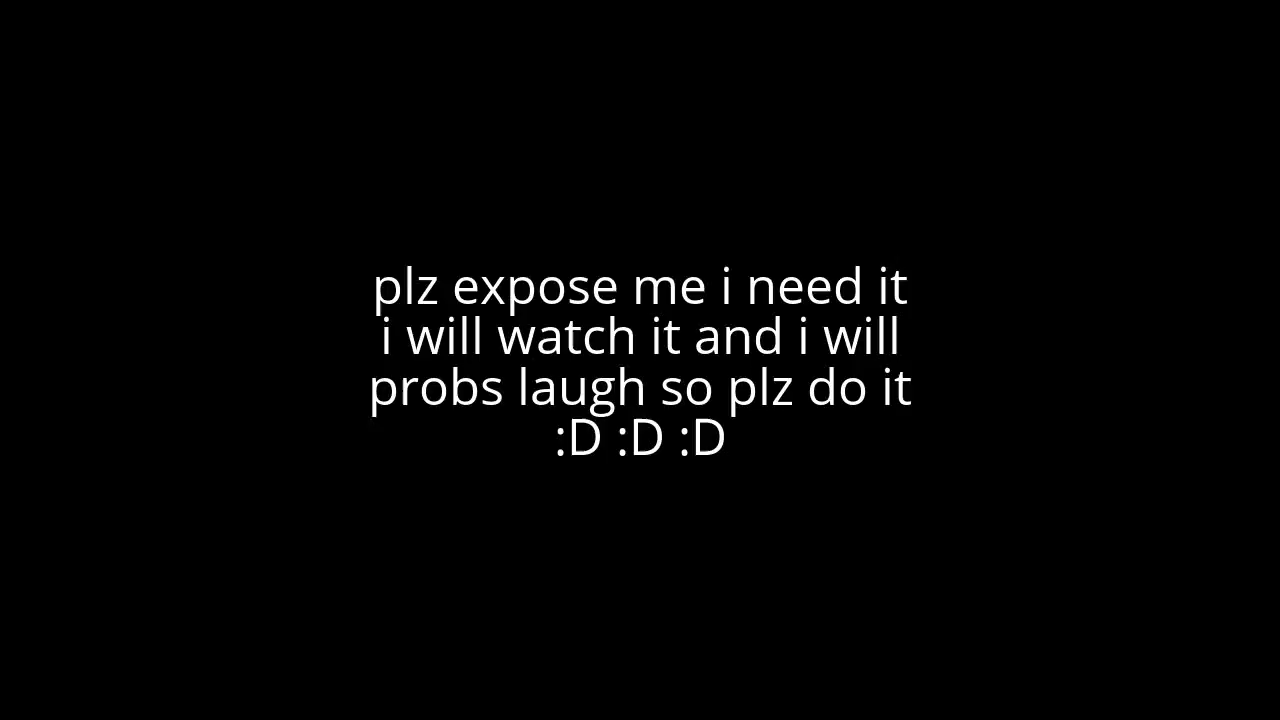 plz expose me i need it
i will watch it and i will
probs laugh so plz do it
:D :D :D